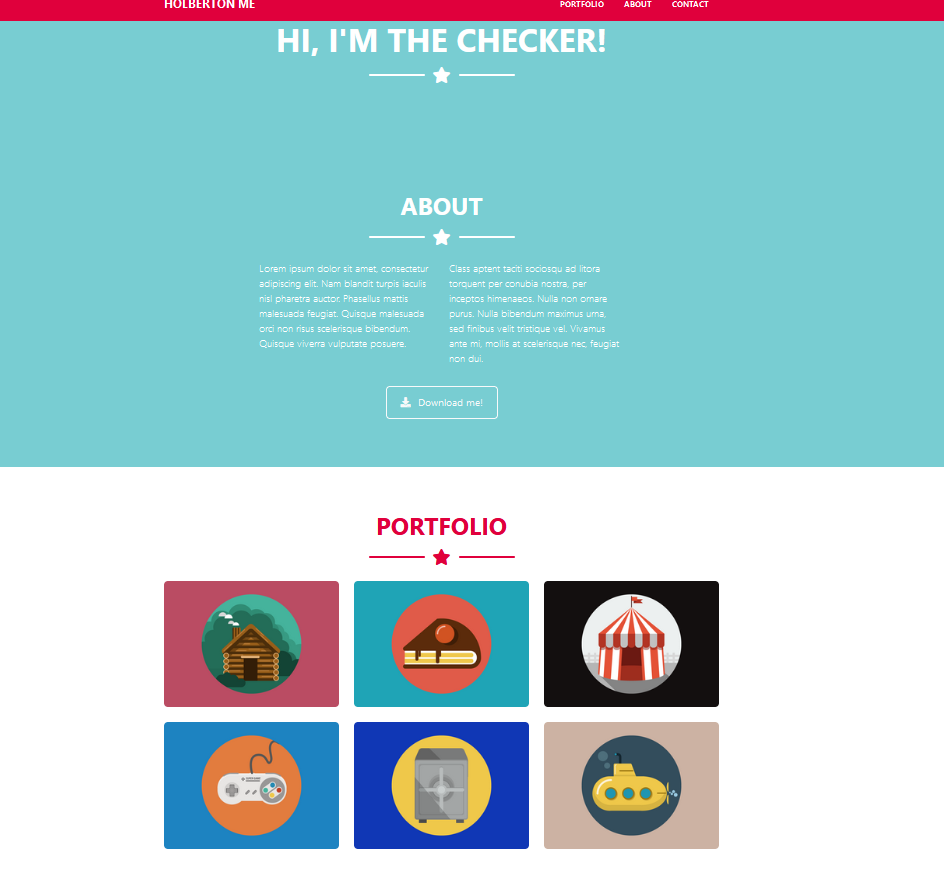 HOLBERTON ME
PORTFOLIO ABOUT CONTACT
HI, I'M THE CHECKER!
ABOUT
Lorem ipsum dolor sit amet, consectetur
adipiscing elit. Nam blandit turpis iaculis
nisl pharetra auctor. Phasellus mattis
malesuada feugiat. Quisque malesuada
orci non risus scelerisque bibendum.
Quisque viverra vulputate posuere.
Class aptent taciti sociosqu ad litora
torquent per conubia nostra, per
inceptos himenaeos. Nulla non ornare
purus. Nulla bibendum maximus urna,
sed finibus velit tristique vel. Vivamus
ante mi, mollis at scelerisque nec, feugiat
non dui.
Download me!
PORTFOLIO